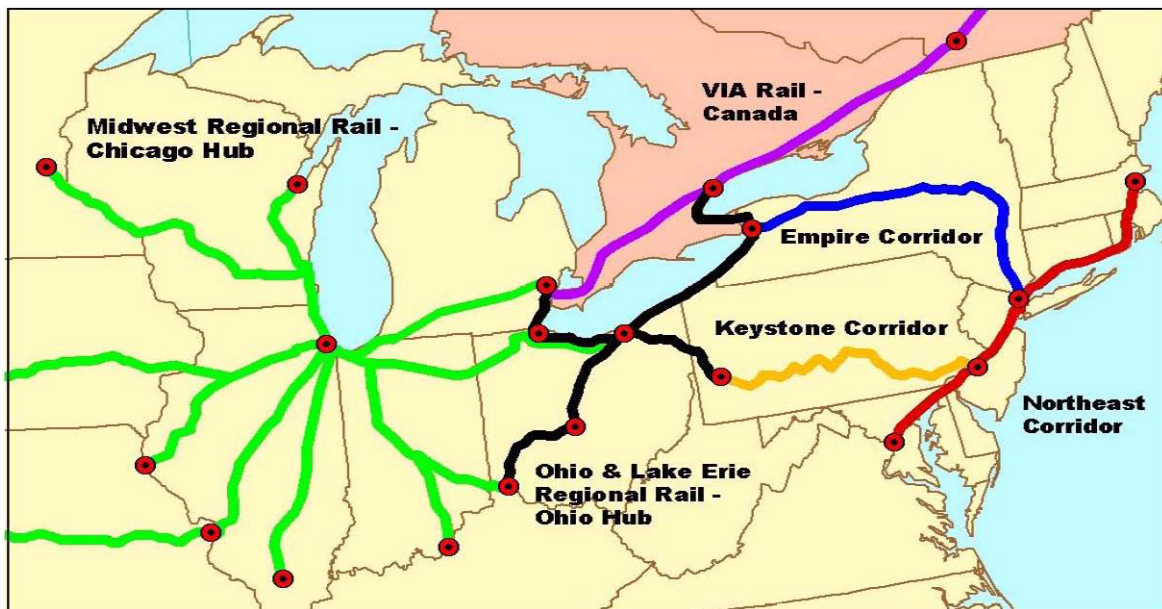 VIA Rail -
Canada
Midwest Regional Rail -
Chicago Hub
Empire Corridor
Keystone Corridor
Northeast
Corridor
Ohio & Lake Erie
Regional Rail -
Ohio Hub